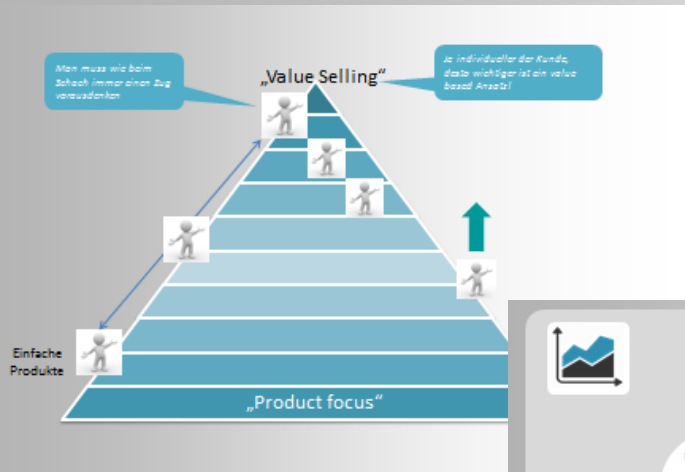 Man muss wie beim
Schach immer einen Zug
vorausdenken
„Value Selling“
Je individueller der Kunde,
desto wichtiger ist ein value
based Ansatz!
Einfache
Produkte
„Product focus“